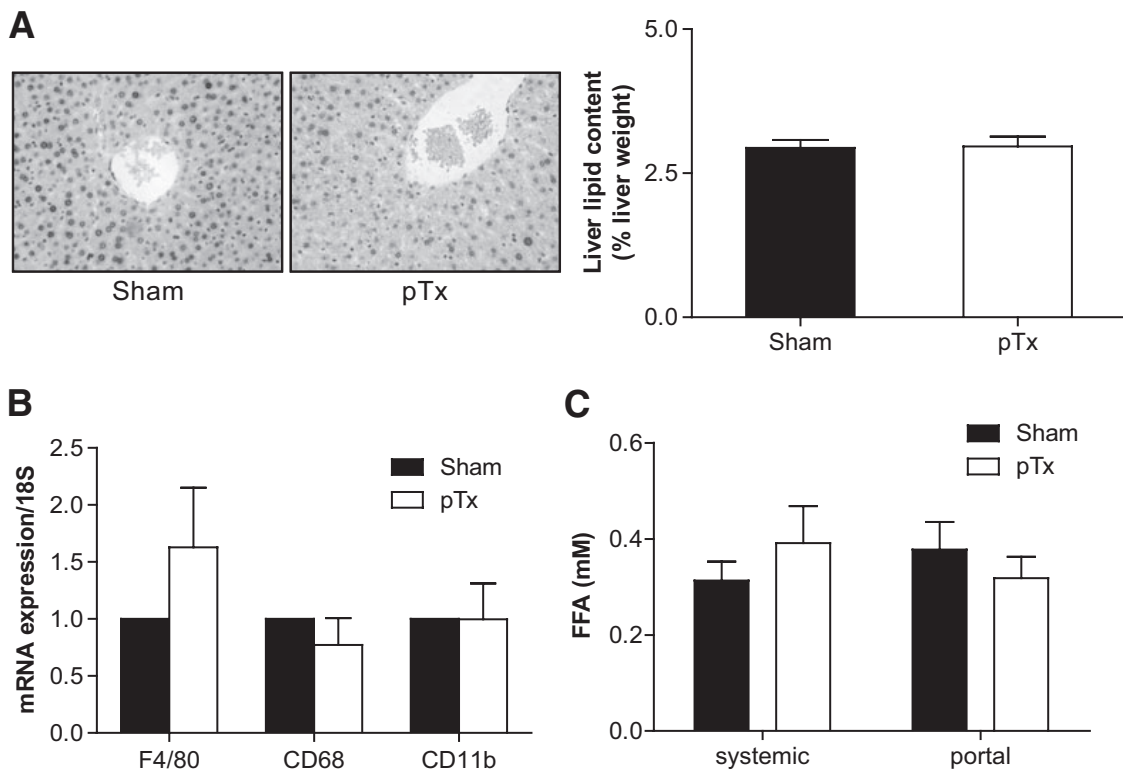 A
Sham
pTx
Liver lipid content
(% liver weight)
5.0
2.5
0.0
Sham
pTx
B
mRNA expression/18S
2.5
2.0
1.5
1.0
0.5
0.0
Sham
pTx
F4/80
CD68
CD11b
C
FFA (mM)
0.6
0.4
0.2
0.0
Sham
pTx
systemic
portal